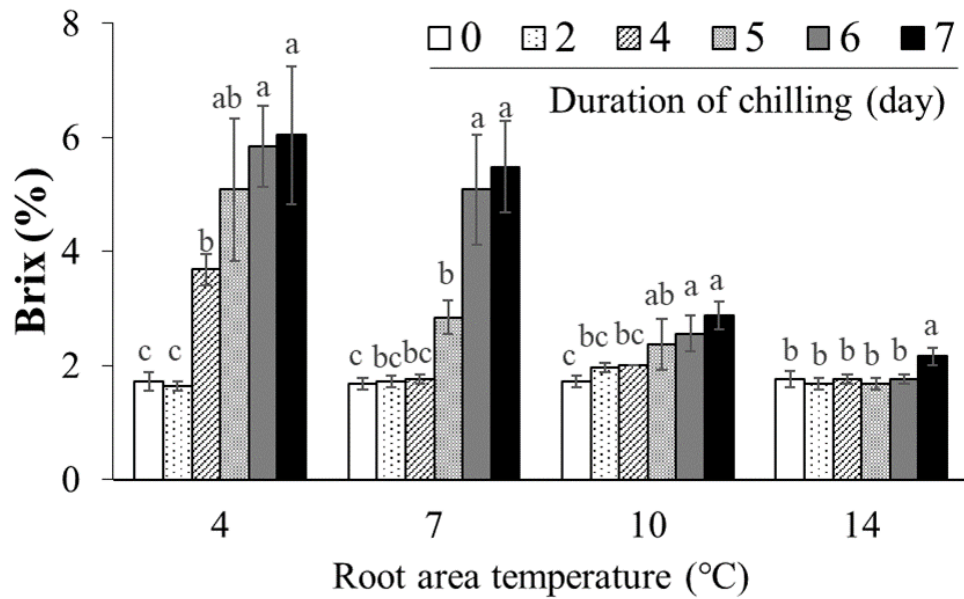 8
6
4
2
0
Brix (%)
0 2 4 5 6 7
Duration of chilling (day)
c c b ab a a
c bc bc b a a
c bc bc ab a a
b b b b b a
4 7 10 14
Root area temperature (°C)